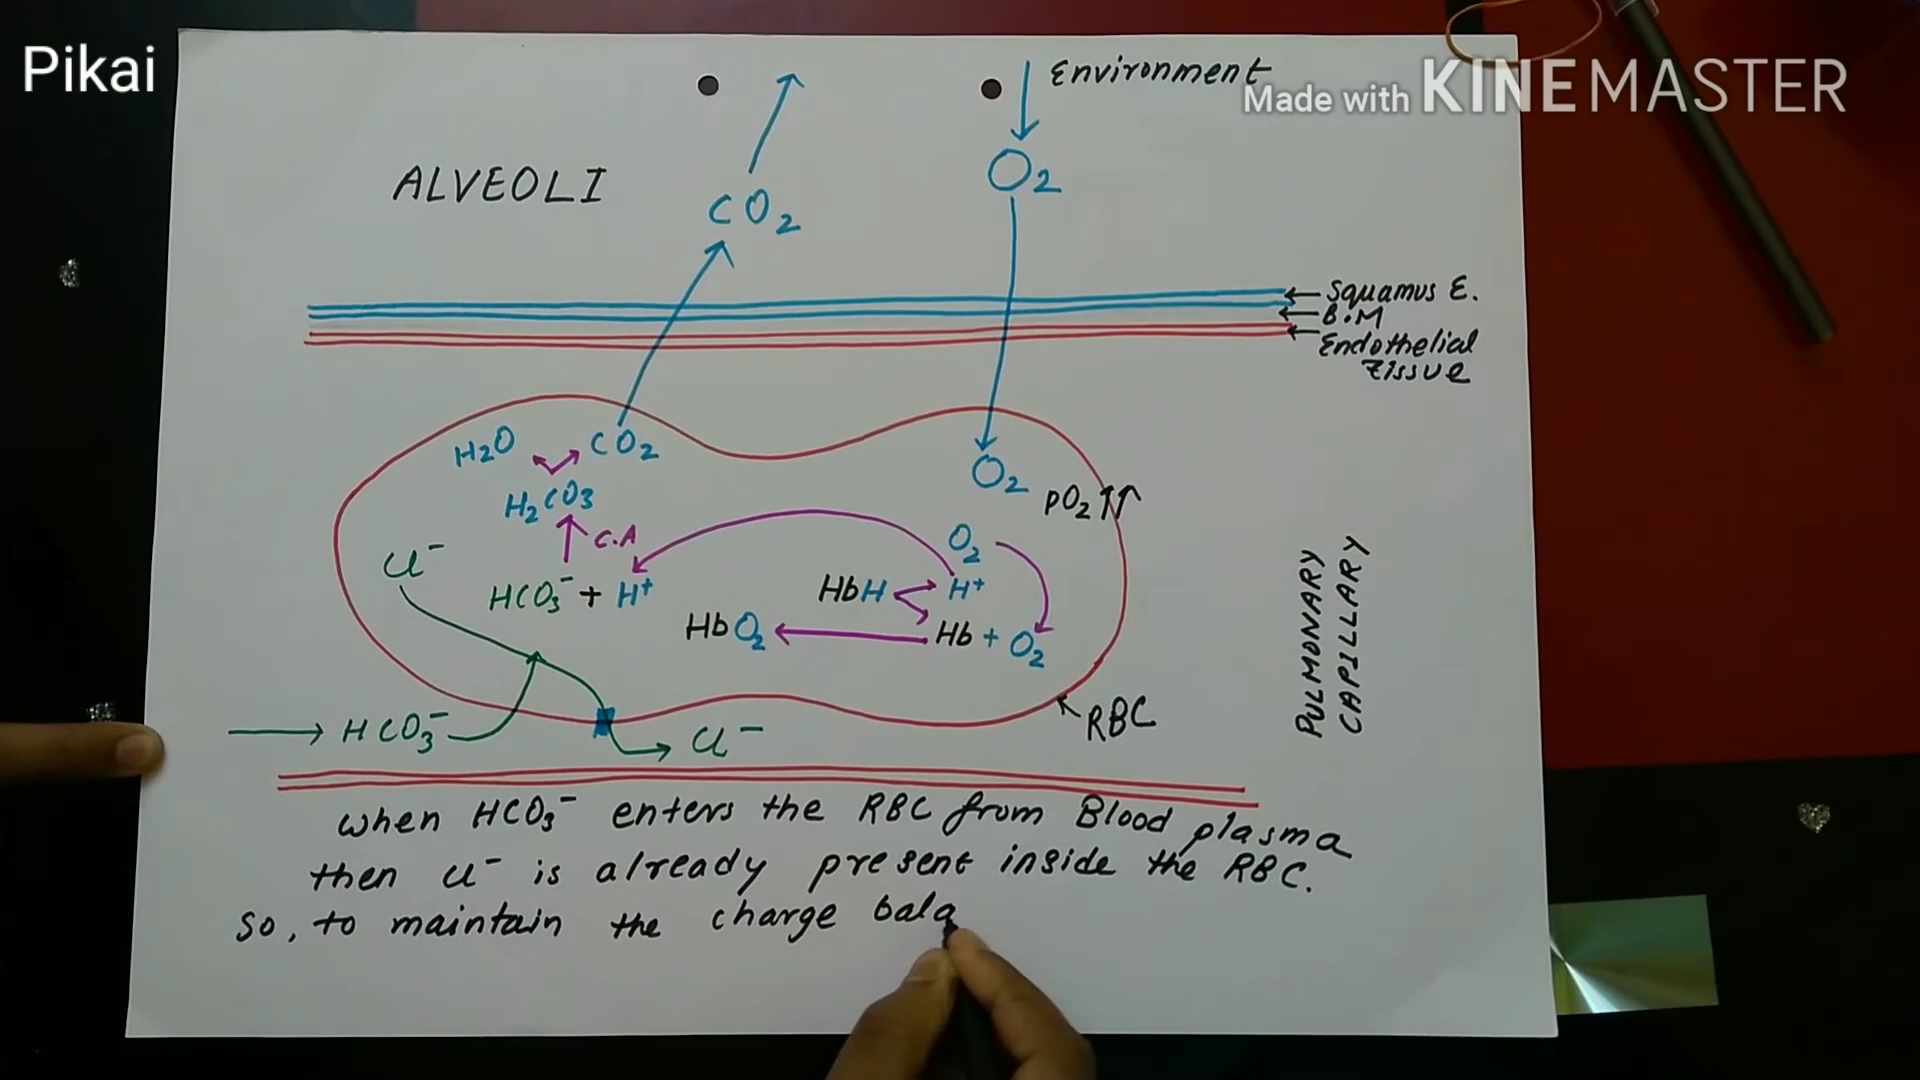 Pikai
Made with KINEMASTER
Environment
O2
ALVEOLI
CO2
Squamus E.
B.M
Endothelial
Tissue
H2O
CO2
O2
pO2 ↑↑
H2CO3
C.A
O2
Cl-
HCO3- + H+
HbH
H+
HbO2
Hb + O2
PULMONARY
CAPILLARY
RBC
HCO3-
Cl-
when HCO3- enters the RBC from Blood plasma
then Cl- is already present inside the RBC.
So, to maintain the charge bala